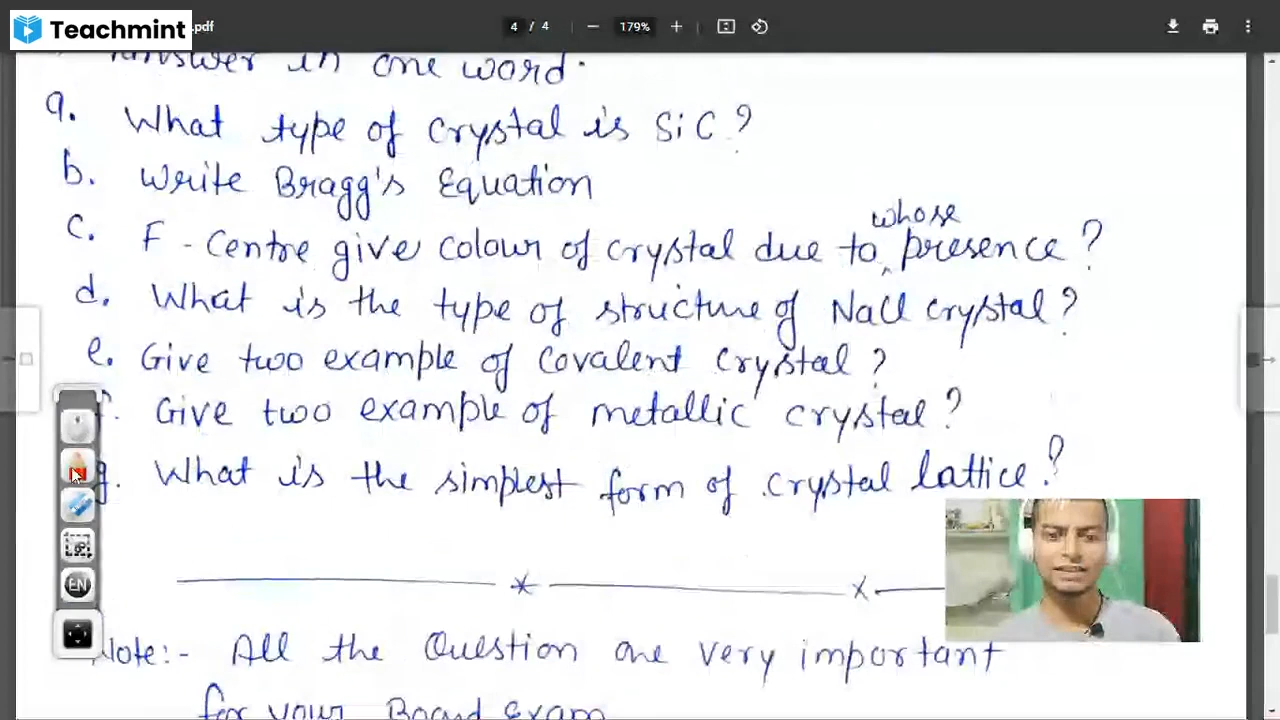 Teachmint
.pdf
4 / 4
179%
Answer in one word.
a. What type of crystal is SiC?
b. Write Bragg's Equation
whose
c. F - Centre give colour of crystal due to, presence?
d. What is the type of structure of NaCl crystal?
e. Give two example of Covalent crystal?
f. Give two example of metallic crystal?
g. What is the simplest form of crystal lattice?
EN
Note:- All the Question are very important
for your Board Exam